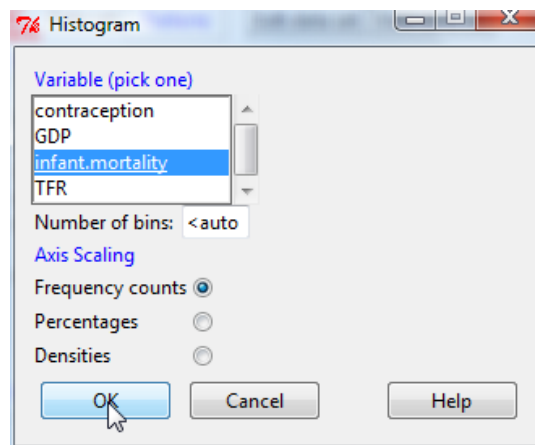 Histogram
Variable (pick one)
contraception
GDP
infant.mortality
TFR
Number of bins: <auto
Axis Scaling
Frequency counts
Percentages
Densities
OK Cancel Help